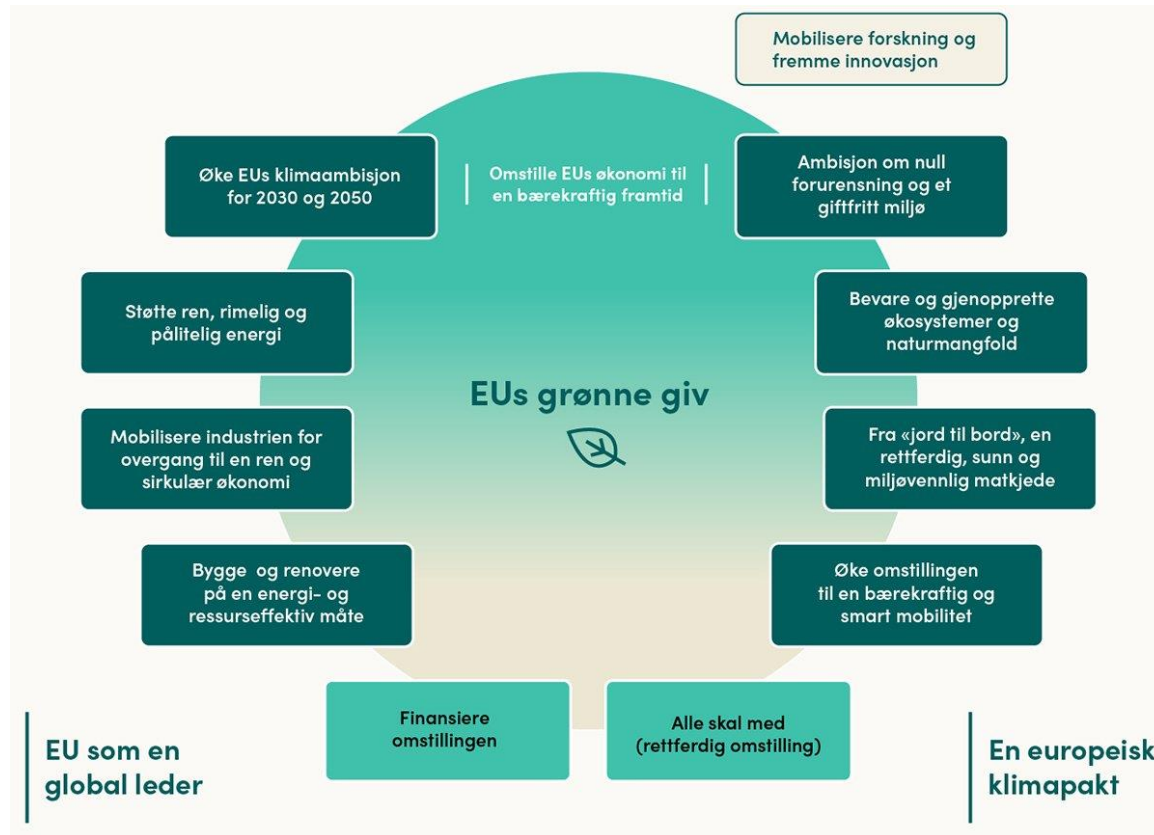 Mobilisere forskning og
fremme innovasjon
Øke EUs klimaambisjon
for 2030 og 2050
Omstille EUs økonomi til
en bærekraftig framtid
Ambisjon om null
forurensning og et
giftfritt miljø
Støtte ren, rimelig og
pålitelig energi
Bevare og gjenopprette
økosystemer og
naturmangfold
EUs grønne giv
Mobilisere industrien for
overgang til en ren og
sirkulær økonomi
Fra «jord til bord», en
rettferdig, sunn og
miljøvennlig matkjede
Bygge og renovere
på en energi- og
ressurseffektiv måte
Øke omstillingen
til en bærekraftig og
smart mobilitet
Finansiere
omstillingen
Alle skal med
(rettferdig omstilling)
EU som en
global leder
En europeisk
klimapakt